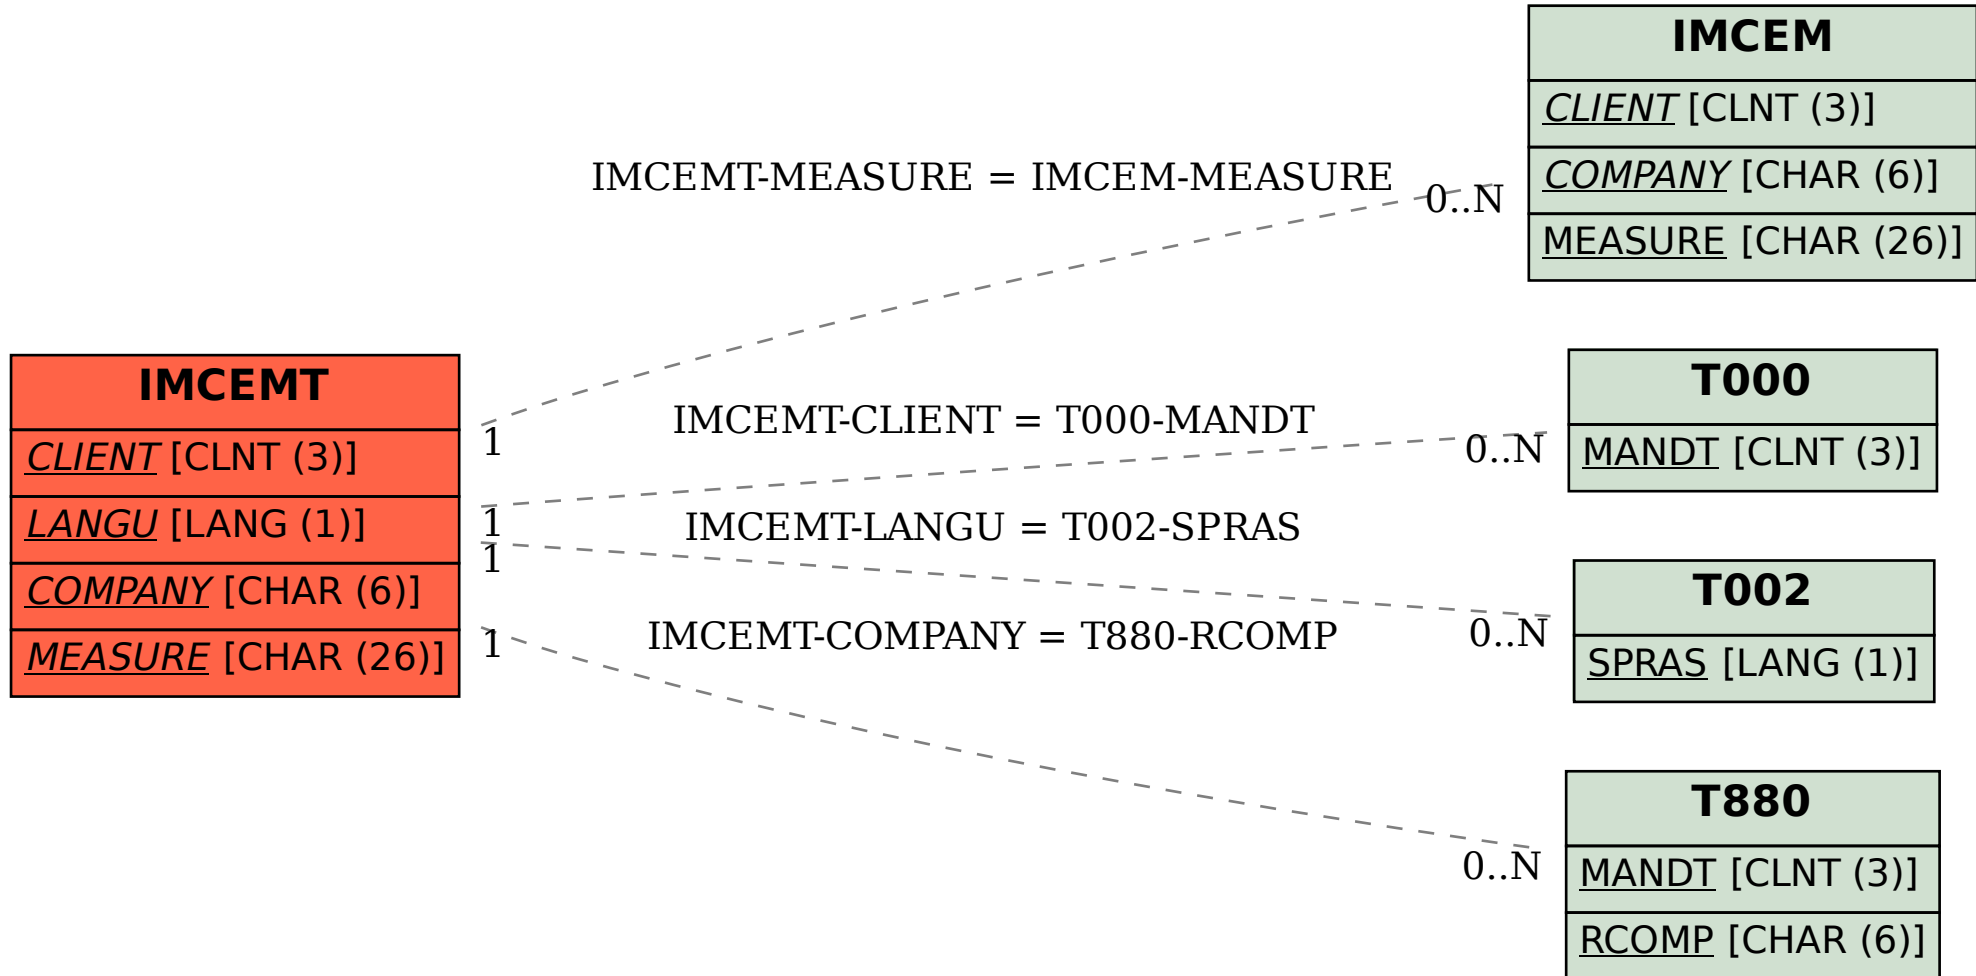 IMCEM
CLIENT [CLNT (3)]
COMPANY [CHAR (6)]
MEASURE [CHAR (26)]
IMCEMT-MEASURE = IMCEM-MEASURE
0..N
1
IMCEMT
CLIENT [CLNT (3)]
LANGU [LANG (1)]
COMPANY [CHAR (6)]
MEASURE [CHAR (26)]
IMCEMT-CLIENT = T000-MANDT
0..N
1
T000
MANDT [CLNT (3)]
IMCEMT-LANGU = T002-SPRAS
0..N
1
T002
SPRAS [LANG (1)]
IMCEMT-COMPANY = T880-RCOMP
0..N
1
T880
MANDT [CLNT (3)]
RCOMP [CHAR (6)]